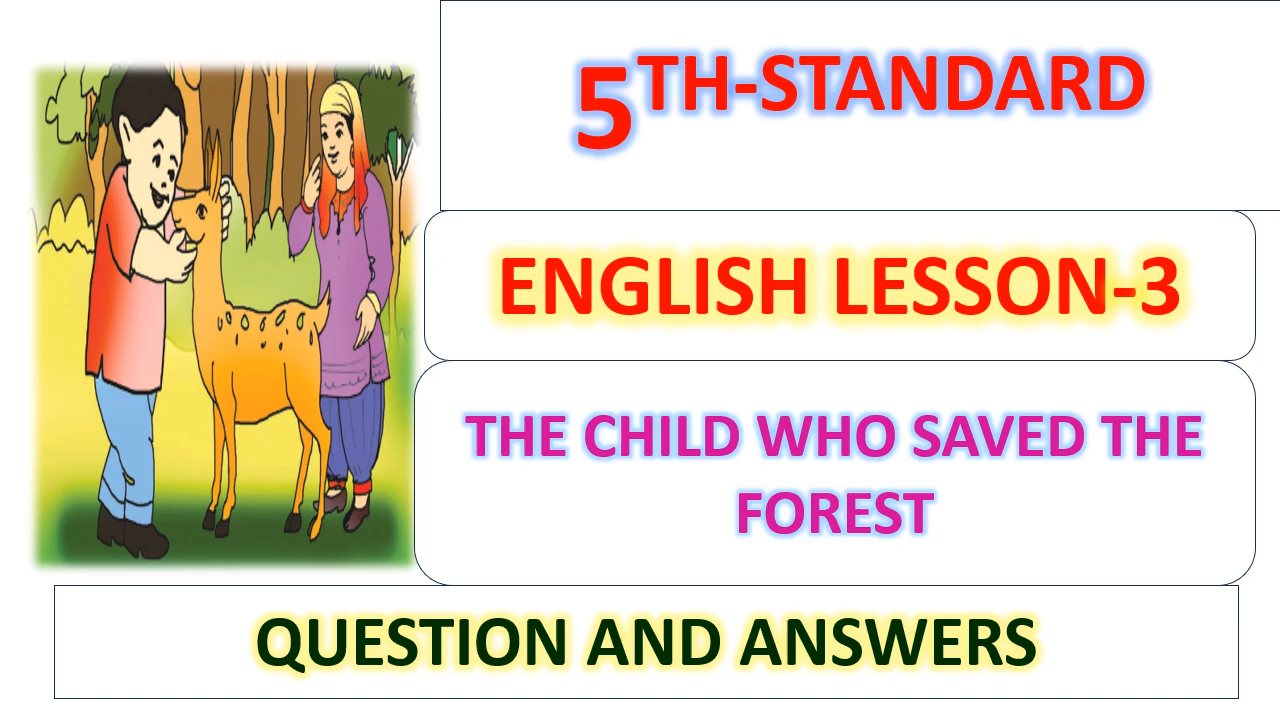 5TH-STANDARD
ENGLISH LESSON-3
THE CHILD WHO SAVED THE
FOREST
QUESTION AND ANSWERS